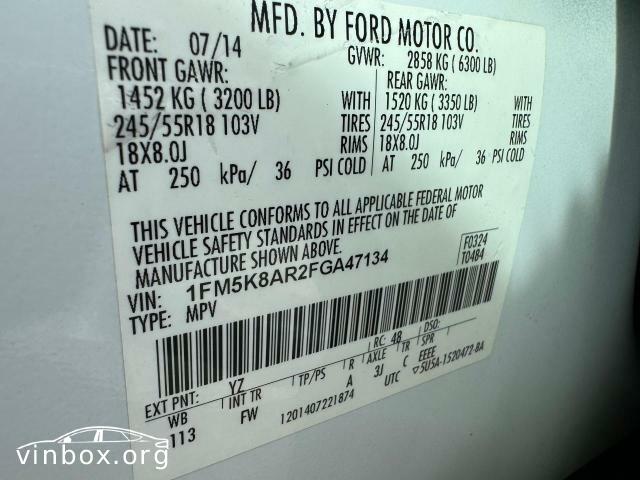 MFD. BY FORD MOTOR CO.
DATE: 07/14 GVWR: 2858 KG ( 6300 LB)
FRONT GAWR: REAR GAWR:
1452 KG ( 3200 LB) WITH 1520 KG ( 3350 LB) WITH
245/55R18 103V TIRES 245/55R18 103V TIRES
18X8.0J RIMS 18X8.0J RIMS
AT 250 kPa/ 36 PSI COLD AT 250 kPa/ 36 PSI COLD
THIS VEHICLE CONFORMS TO ALL APPLICABLE FEDERAL MOTOR
VEHICLE SAFETY STANDARDS IN EFFECT ON THE DATE OF
MANUFACTURE SHOWN ABOVE.
VIN: 1FM5K8AR2FGA47134 F0324
TYPE: MPV T0484
EXT PNT: YZ RC: 48 DSO:
WB INT TR TP/PS R AXLE TR SPR
113 FW A 3J C EEEE
1201407221874 UTC ▽5U5A-1520472-BA
vinbox.org